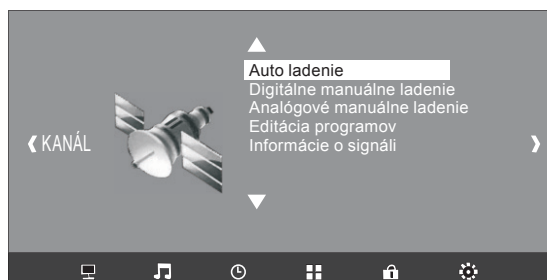 KANÁL
Auto ladenie
Digitálne manuálne ladenie
Analógové manuálne ladenie
Editácia programov
Informácie o signáli